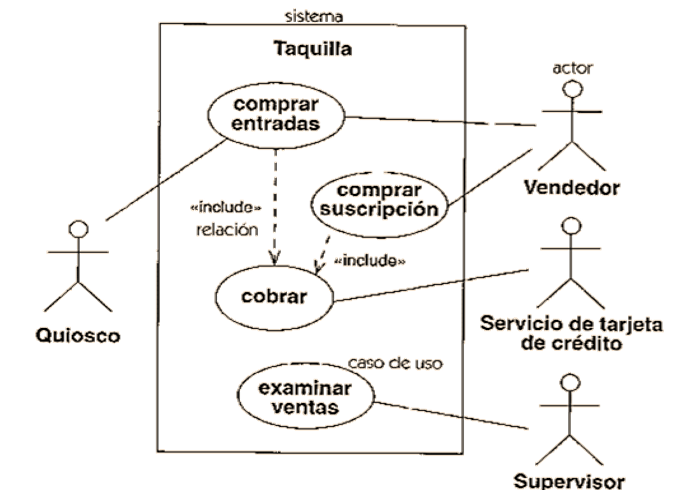 sistema
Taquilla
actor
comprar
entradas
Vendedor
comprar
suscripción
«include»
relación
«include»
cobrar
Quiosco
Servicio de tarjeta
de crédito
caso de uso
examinar
ventas
Supervisor